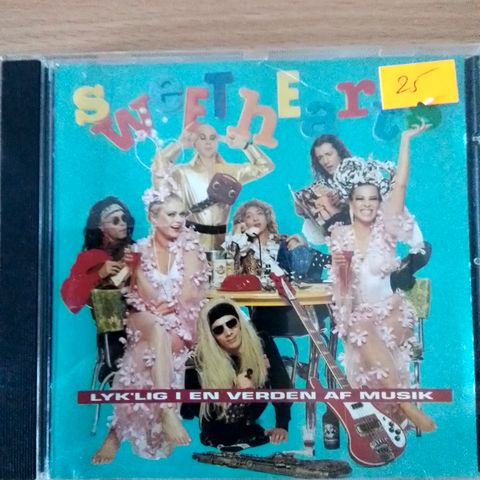 SwEETHEarts
25
LYK'LIG I EN VERDEN AF MUSIK